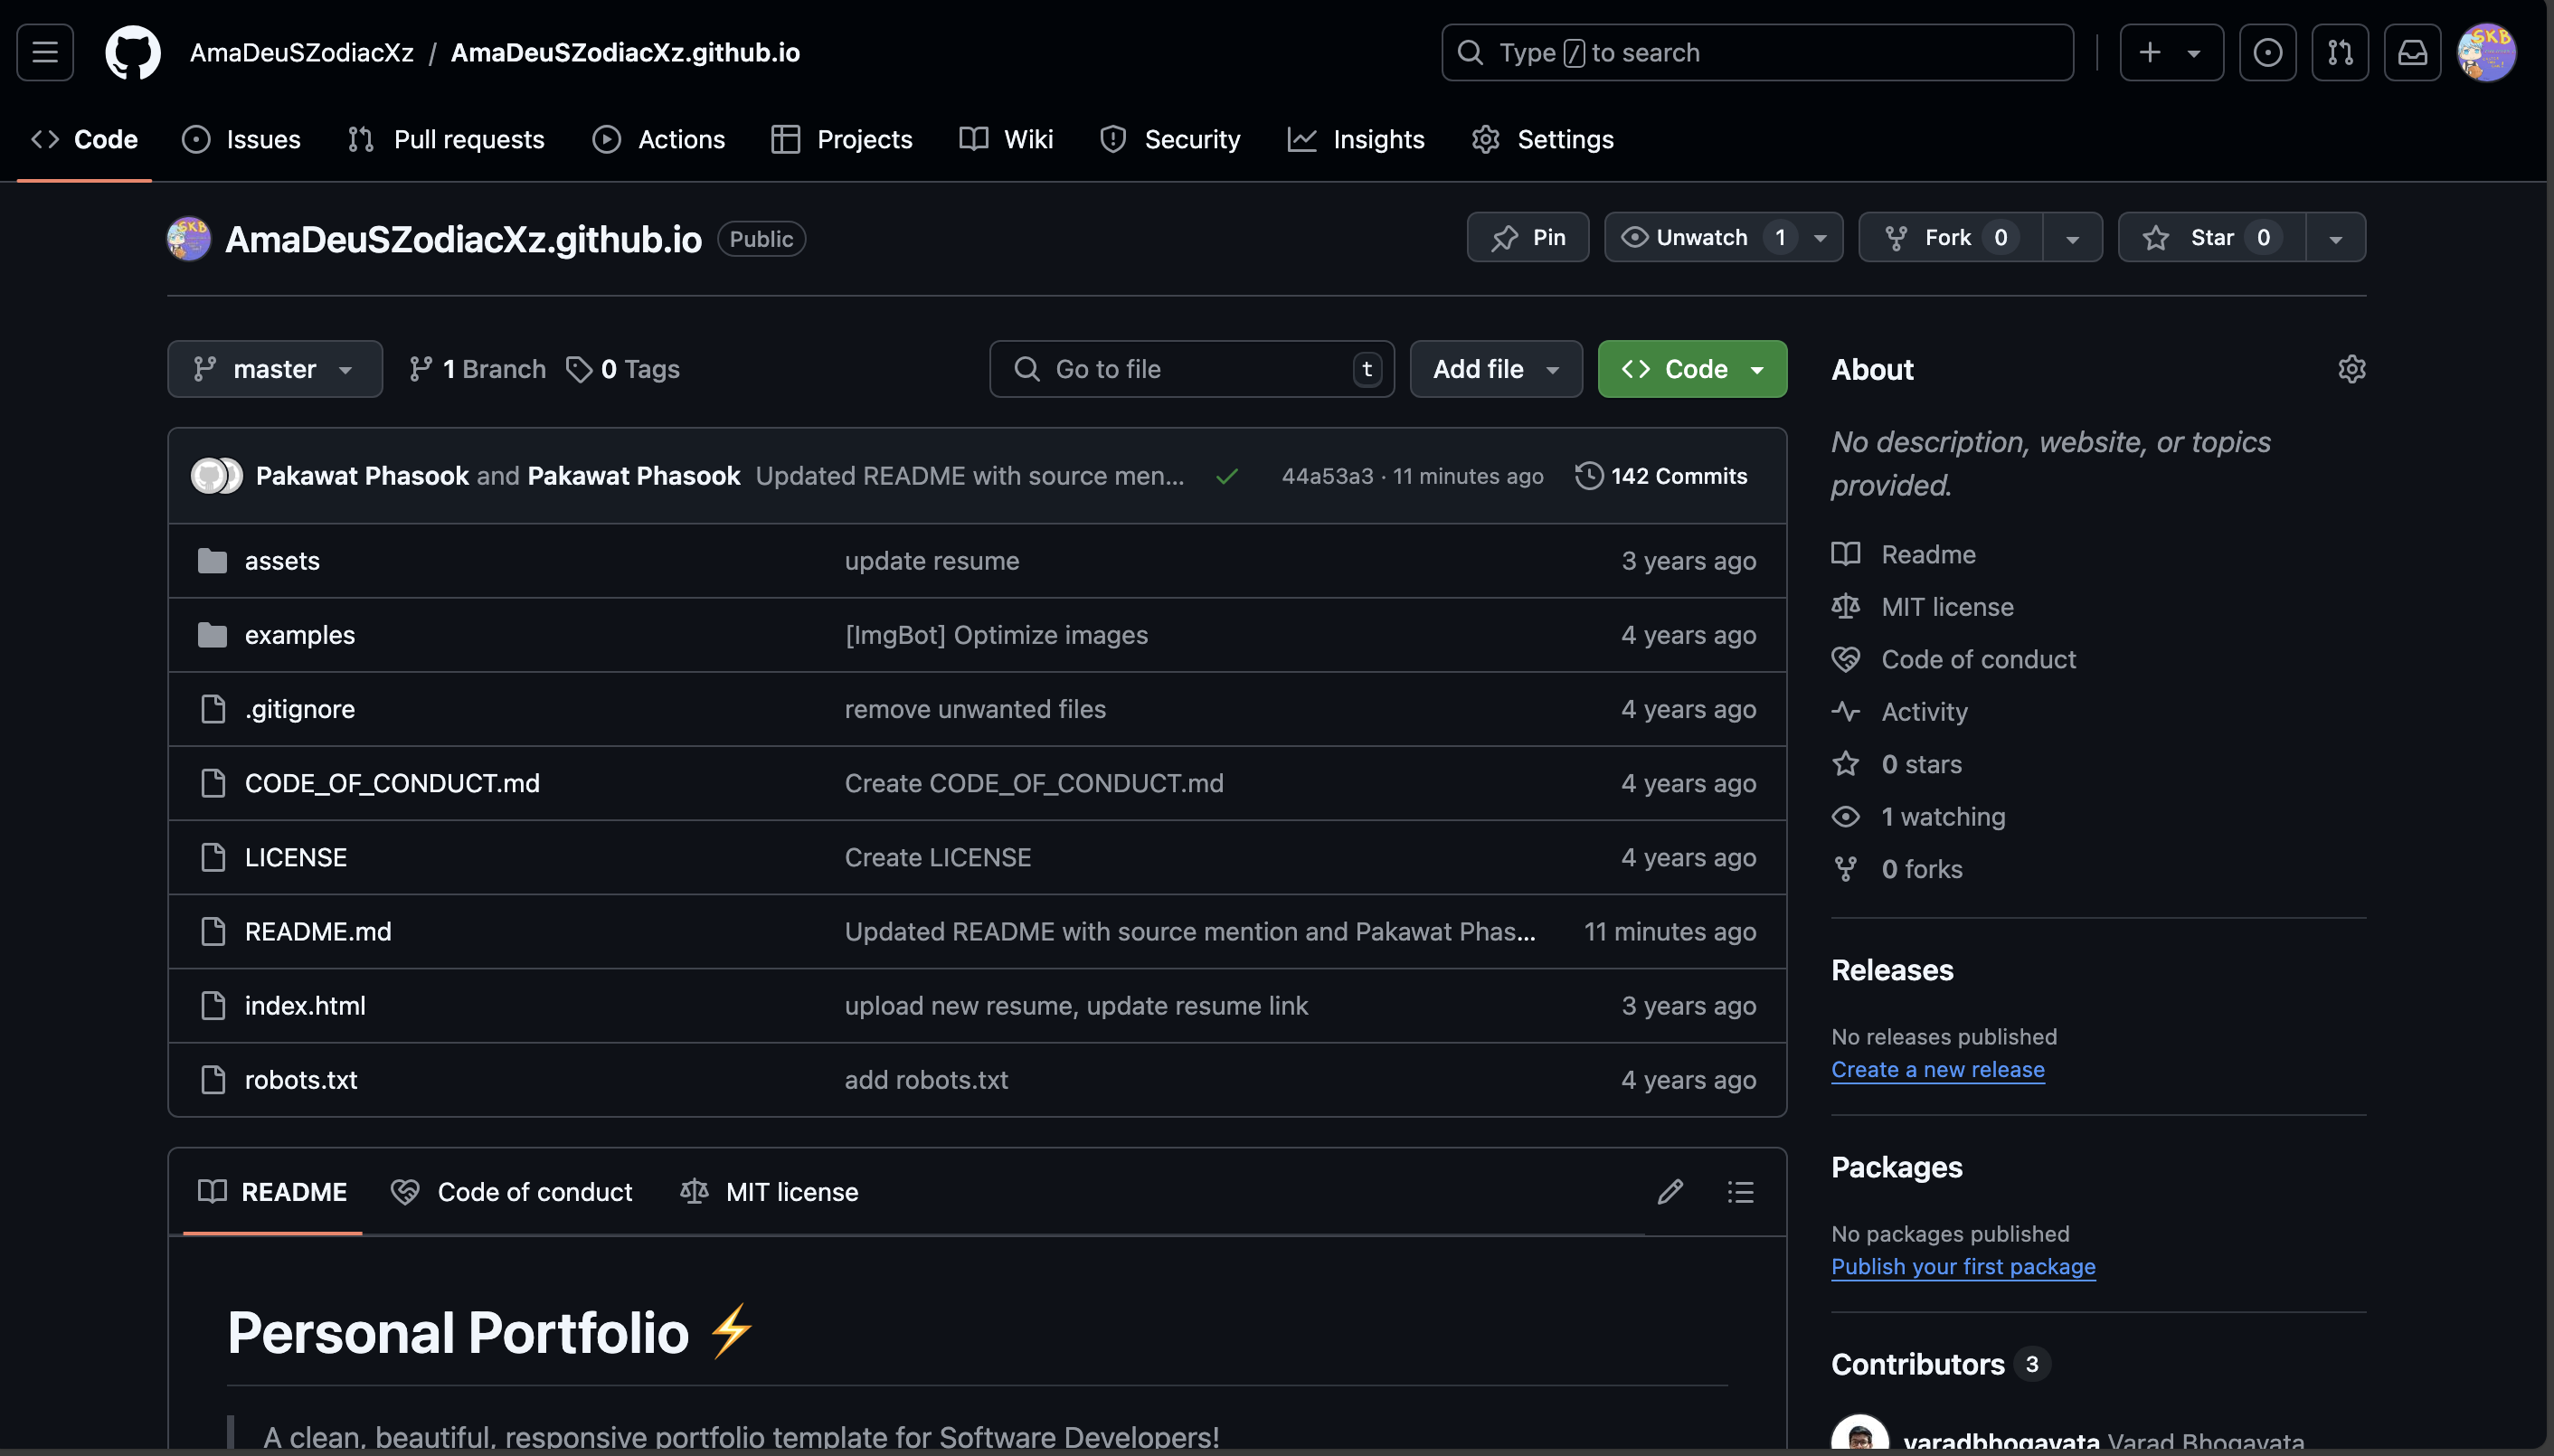 AmaDeuSZodiacXz / AmaDeuSZodiacXz.github.io
Type / to search
Code Issues Pull requests Actions Projects Wiki Security Insights Settings
AmaDeuSZodiacXz.github.io Public
Pin Unwatch 1 Fork 0 Star 0
master 1 Branch 0 Tags Go to file t Add file Code
Pakawat Phasook and Pakawat Phasook Updated README with source men... 44a53a3 · 11 minutes ago 142 Commits
assets update resume 3 years ago
examples [ImgBot] Optimize images 4 years ago
.gitignore remove unwanted files 4 years ago
CODE_OF_CONDUCT.md Create CODE_OF_CONDUCT.md 4 years ago
LICENSE Create LICENSE 4 years ago
README.md Updated README with source mention and Pakawat Phas... 11 minutes ago
index.html upload new resume, update resume link 3 years ago
robots.txt add robots.txt 4 years ago
README Code of conduct MIT license
Personal Portfolio ⚡
A clean, beautiful, responsive portfolio template for Software Developers!
About
No description, website, or topics
provided.
Readme
MIT license
Code of conduct
Activity
0 stars
1 watching
0 forks
Releases
No releases published
Create a new release
Packages
No packages published
Publish your first package
Contributors 3
varadbhogayata Varad Bhogayata